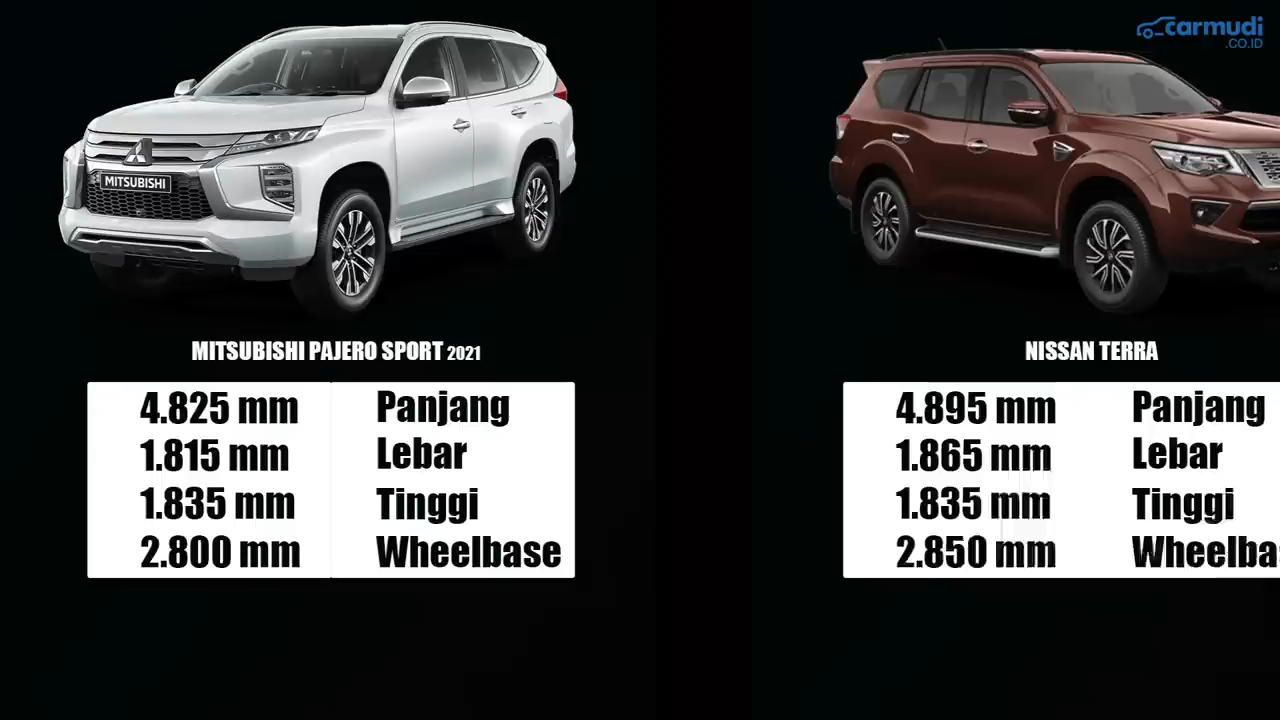 carmudi
.CO.ID
MITSUBISHI
MITSUBISHI PAJERO SPORT 2021
4.825 mm Panjang
1.815 mm Lebar
1.835 mm Tinggi
2.800 mm Wheelbase
NISSAN TERRA
4.895 mm Panjang
1.865 mm Lebar
1.835 mm Tinggi
2.850 mm Wheelba